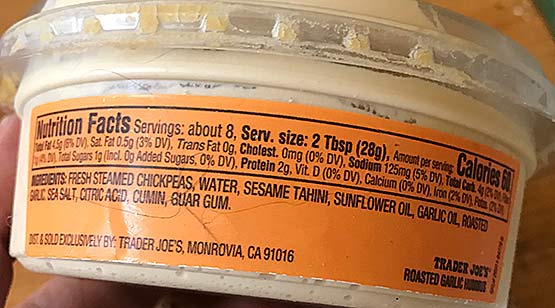 Nutrition Facts Servings: about 8, Serv. size: 2 Tbsp (28g), Amount per serving: Calories 60,
Total Fat 4.5g (6% DV), Sat. Fat 0.5g (3% DV), Trans Fat 0g, Cholest. 0mg (0% DV), Sodium 125mg (5% DV), Total Carb. 4g (2% DV),
(4% DV), Total Sugars 1g (Incl. 0g Added Sugars, 0% DV), Protein 2g, Vit. D (0% DV), Calcium (0% DV), Iron (2% DV),
INGREDIENTS: FRESH STEAMED CHICKPEAS, WATER, SESAME TAHINI, SUNFLOWER OIL, GARLIC OIL, ROASTED
GARLIC, SEA SALT, CITRIC ACID, CUMIN, GUAR GUM.
DIST. & SOLD EXCLUSIVELY BY: TRADER JOE'S, MONROVIA, CA 91016
TRADER JOE'S
ROASTED GARLIC HUMMUS